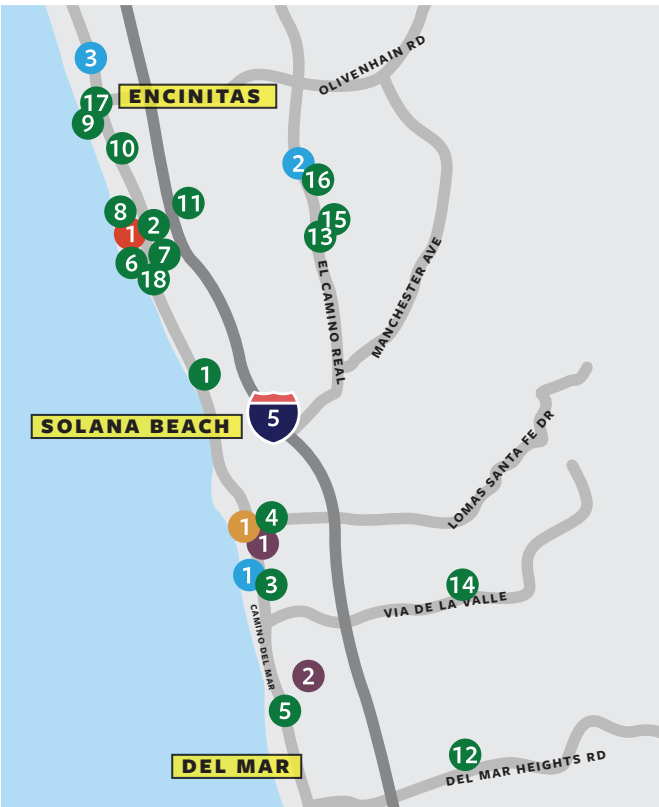 3
OLIVENHAIN RD
17
ENCINITAS
9
10
2
16
11
8
2
1
15
13
7
6
18
EL CAMINO REAL
MANCHESTER AVE
1
5
SOLANA BEACH
LOMAS SANTA FE DR
4
1
1
1
3
14
VIA DE LA VALLE
CAMINO DEL MAR
2
5
12
DEL MAR
DEL MAR HEIGHTS RD